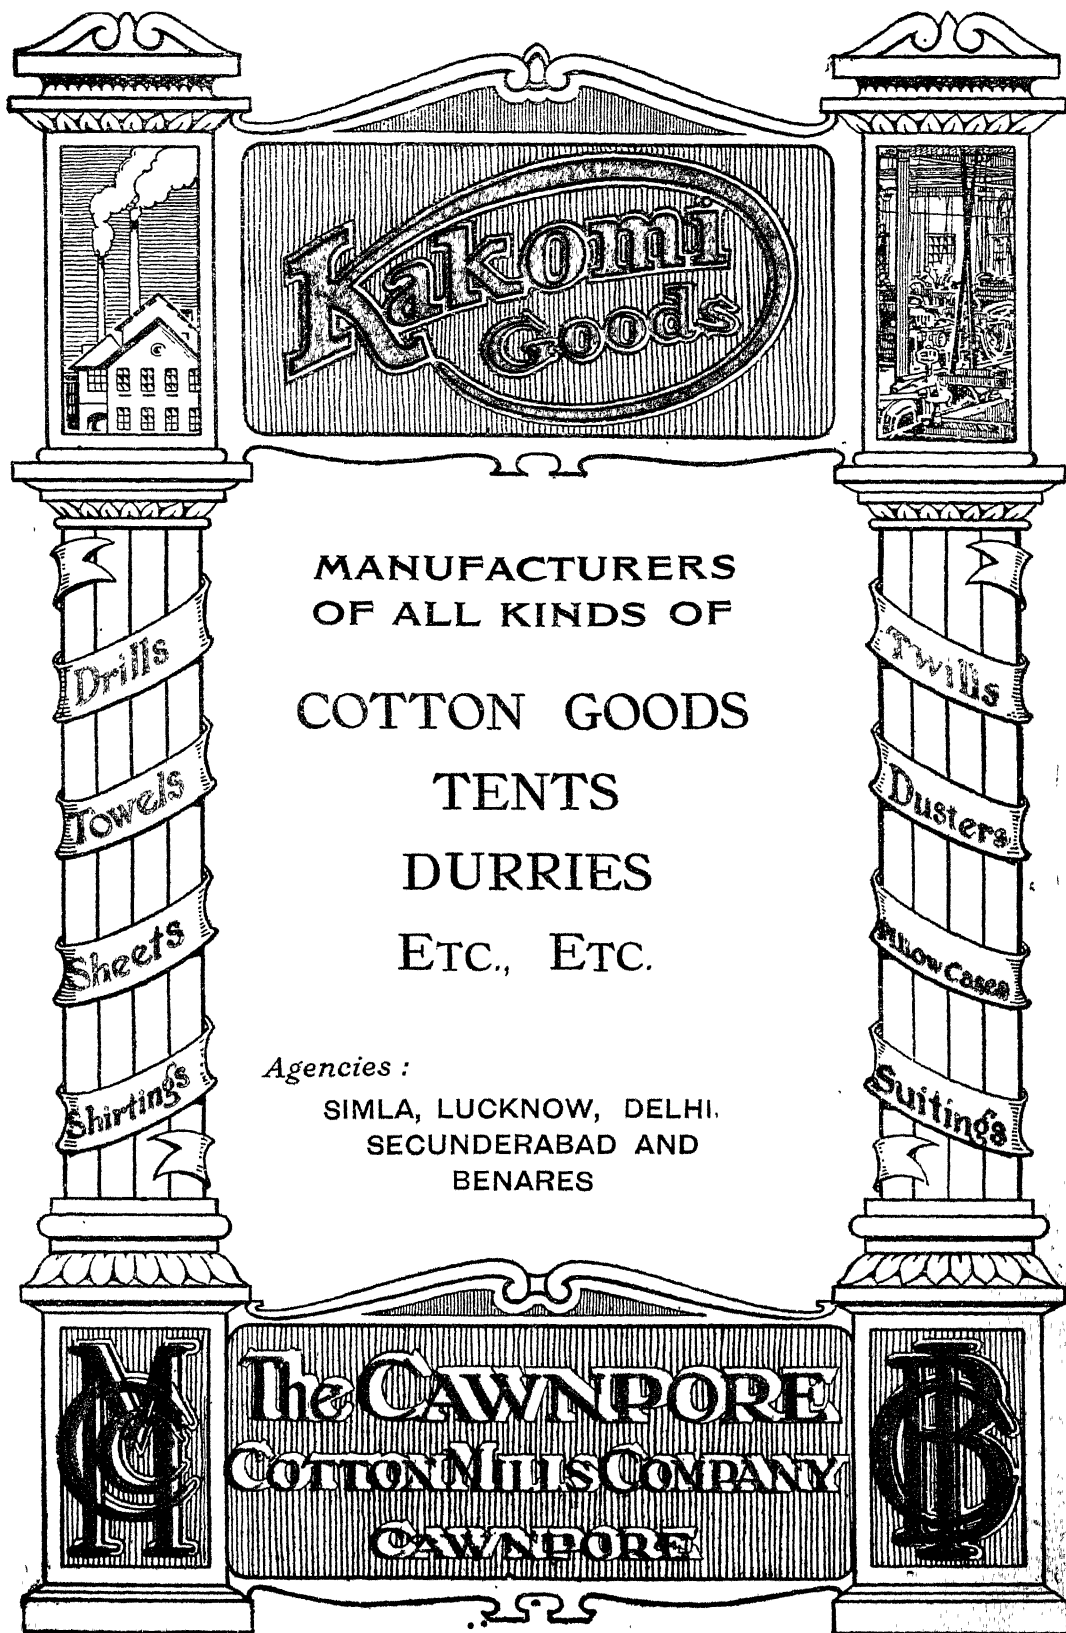 Kakomi
Goods
MANUFACTURERS
OF ALL KINDS OF
COTTON GOODS
TENTS
DURRIES
ETC., ETC.
Drills
Towels
Sheets
Shirtings
Twills
Dusters
Pillow Cases
Suitings
Agencies :
SIMLA, LUCKNOW, DELHI,
SECUNDERABAD AND
BENARES
The CAWNPORE
COTTON MILLS COMPANY
CAWNPORE